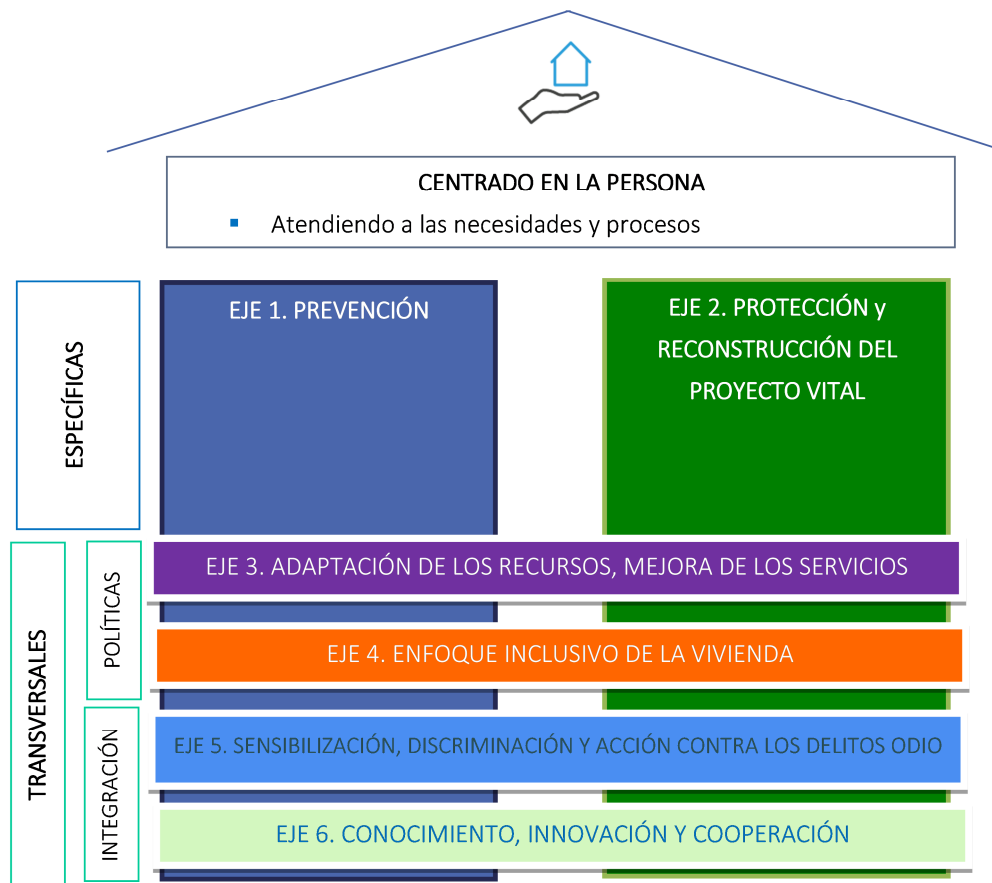 CENTRADO EN LA PERSONA
▪ Atendiendo a las necesidades y procesos
ESPECÍFICAS
EJE 1. PREVENCIÓN
EJE 2. PROTECCIÓN y
RECONSTRUCCIÓN DEL
PROYECTO VITAL
TRANSVERSALES
POLÍTICAS
EJE 3. ADAPTACIÓN DE LOS RECURSOS, MEJORA DE LOS SERVICIOS
EJE 4. ENFOQUE INCLUSIVO DE LA VIVIENDA
INTEGRACIÓN
EJE 5. SENSIBILIZACIÓN, DISCRIMINACIÓN Y ACCIÓN CONTRA LOS DELITOS ODIO
EJE 6. CONOCIMIENTO, INNOVACIÓN Y COOPERACIÓN